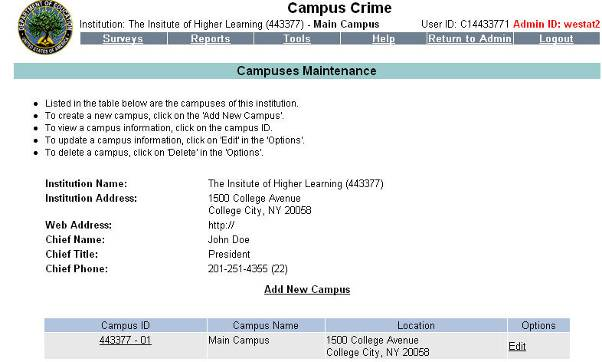 Campus Crime
Institution: The Insitute of Higher Learning (443377) - Main Campus User ID: C14433771 Admin ID: westat2
Surveys Reports Tools Help Return to Admin Logout
Campuses Maintenance
Listed in the table below are the campuses of this institution.
To create a new campus, click on the 'Add New Campus'.
To view a campus information, click on the campus ID.
To update a campus information, click on 'Edit' in the 'Options'.
To delete a campus, click on 'Delete' in the 'Options'.
Institution Name: The Insitute of Higher Learning (443377)
Institution Address: 1500 College Avenue
College City, NY 20058
Web Address: http://
Chief Name: John Doe
Chief Title: President
Chief Phone: 201-251-4355 (22)
Add New Campus
Campus ID Campus Name Location Options
443377 - 01 Main Campus 1500 College Avenue
College City, NY 20058 Edit